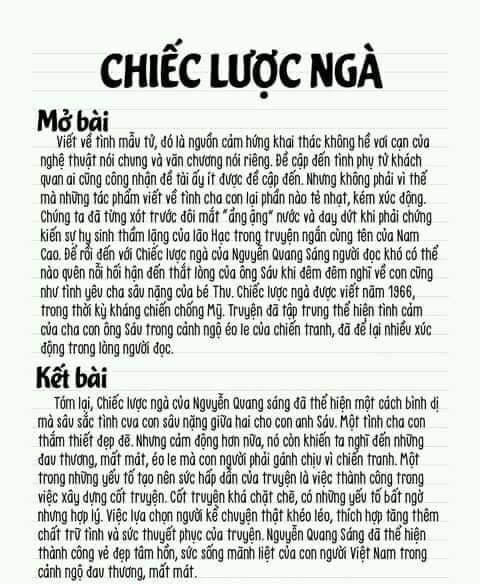 CHIẾC LƯỢC NGÀ
Mở bài
Viết về tình mẫu tử, đó là nguồn cảm hứng khai thác không hề vơi cạn của
nghệ thuật nói chung và văn chương nói riêng. Đề cập đến tình phụ tử khách
quan ai cũng công nhận đề tài ấy ít được đề cập đến. Nhưng không phải vì thế
mà những tác phẩm viết về tình cha con lại phần nào tẻ nhạt, kém xúc động.
Chúng ta đã từng xót trước đôi mắt "ầng ậng" nước và day dứt khi phải chứng
kiến sự hy sinh thầm lặng của lão Hạc trong truyện ngắn cùng tên của Nam
Cao. Để rồi đến với Chiếc lược ngà của Nguyễn Quang Sáng người đọc khó có thể
nào quên nỗi hối hận đến thắt lòng của ông Sáu khi đêm đêm nghĩ về con cũng
như tình yêu cha sâu nặng của bé Thu. Chiếc lược ngà được viết năm 1966,
trong thời kỳ kháng chiến chống Mỹ. Truyện đã tập trung thể hiện tình cảm
của cha con ông Sáu trong cảnh ngộ éo le của chiến tranh, đã để lại nhiều xúc
động trong lòng người đọc.
Kết bài
Tóm lại, Chiếc lược ngà của Nguyễn Quang sáng đã thể hiện một cách bình dị
mà sâu sắc tình cua con sâu nặng giữa hai cho con anh Sáu. Một tình cha con
thắm thiết đẹp đẽ. Nhưng cảm động hơn nữa, nó còn khiến ta nghĩ đến những
đau thương, mất mát, éo le mà con người phải gánh chịu vì chiến tranh. Một
trong những yếu tố tạo nên sức hấp dẫn của truyện là việc thành công trong
việc xây dựng cốt truyện. Cốt truyện khá chặt chẽ, có những yếu tố bất ngờ
nhưng hợp lý. Việc lựa chọn người kể chuyện thật khéo léo, thích hợp tăng thêm
chất trữ tình và sức thuyết phục của truyện. Nguyễn Quang Sáng đã thể hiện
thành công vẻ đẹp tâm hồn, sức sống mãnh liệt của con người Việt Nam trong
cảnh ngộ đau thương, mất mát.